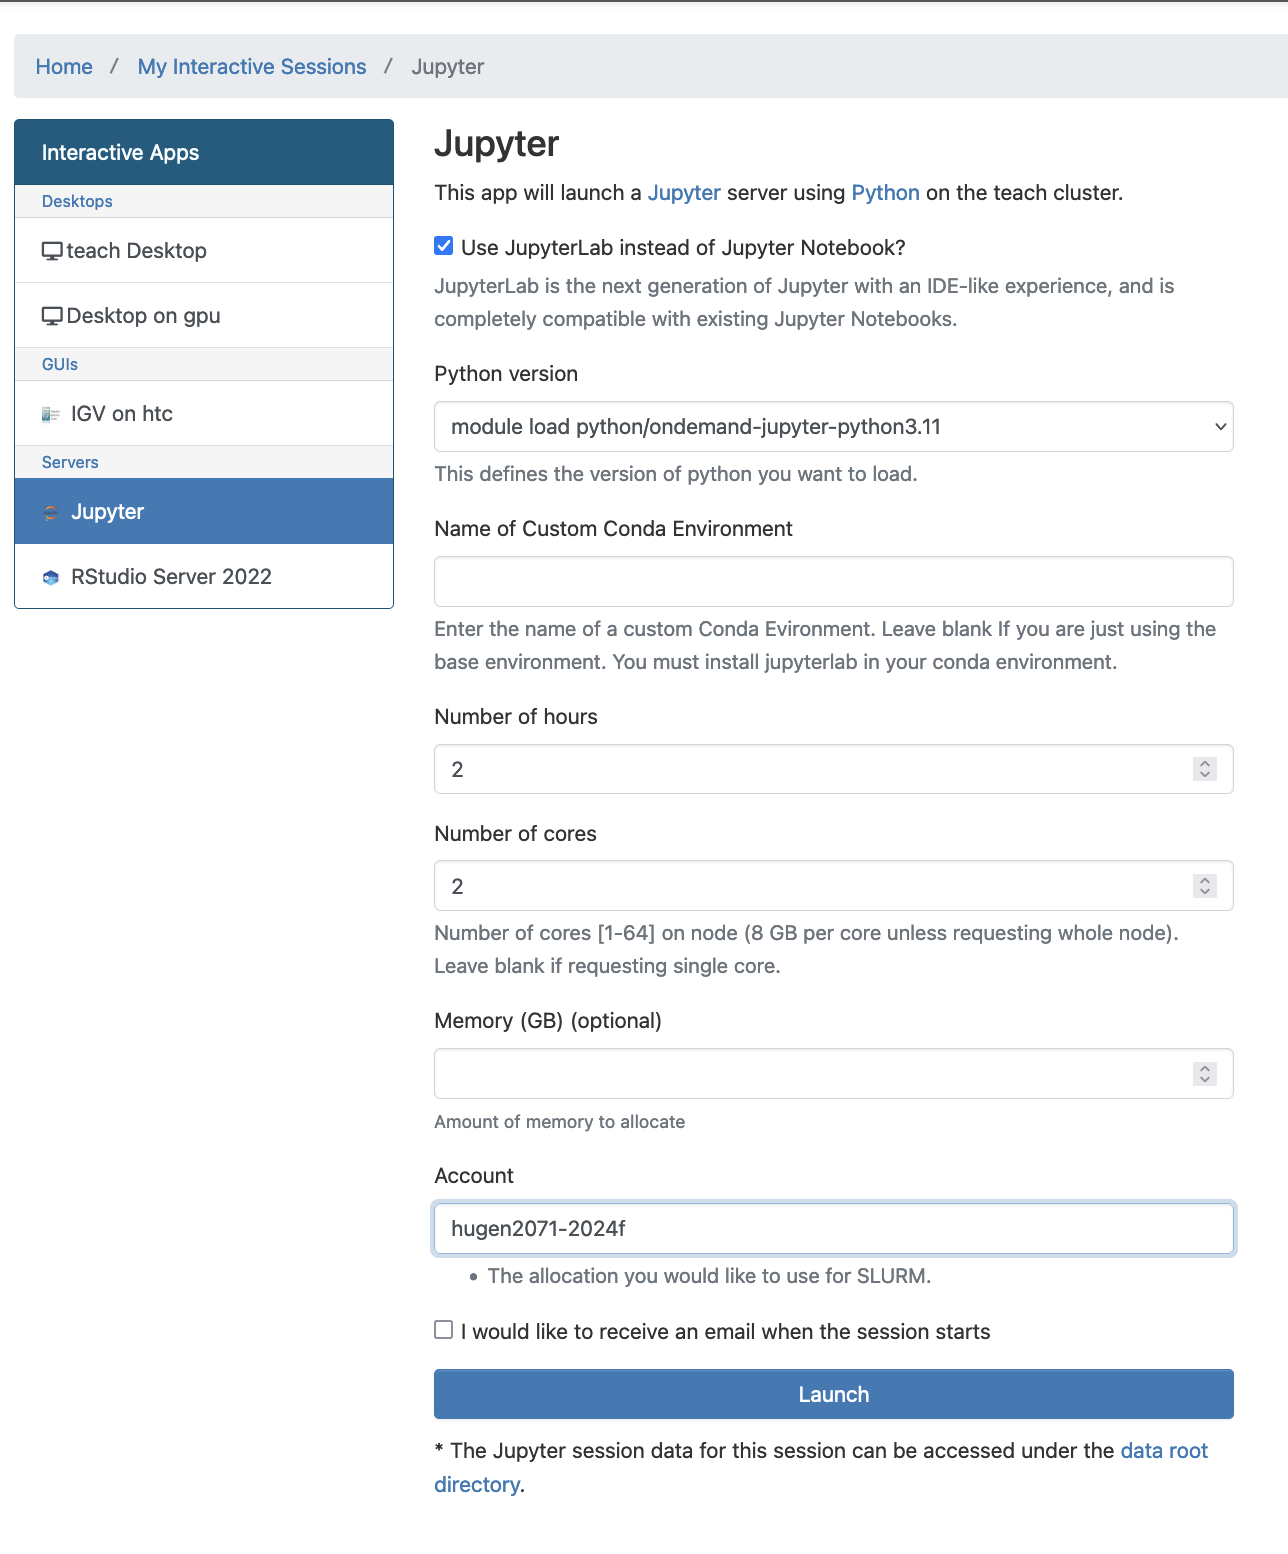 Home / My Interactive Sessions / Jupyter
Interactive Apps
Desktops
teach Desktop
Desktop on gpu
GUIs
IGV on htc
Servers
Jupyter
RStudio Server 2022
Jupyter
This app will launch a Jupyter server using Python on the teach cluster.
Use JupyterLab instead of Jupyter Notebook?
JupyterLab is the next generation of Jupyter with an IDE-like experience, and is
completely compatible with existing Jupyter Notebooks.
Python version
module load python/ondemand-jupyter-python3.11
This defines the version of python you want to load.
Name of Custom Conda Environment
Enter the name of a custom Conda Evironment. Leave blank If you are just using the
base environment. You must install jupyterlab in your conda environment.
Number of hours
2
Number of cores
2
Number of cores [1-64] on node (8 GB per core unless requesting whole node).
Leave blank if requesting single core.
Memory (GB) (optional)
Amount of memory to allocate
Account
hugen2071-2024f
• The allocation you would like to use for SLURM.
I would like to receive an email when the session starts
Launch
* The Jupyter session data for this session can be accessed under the data root
directory.